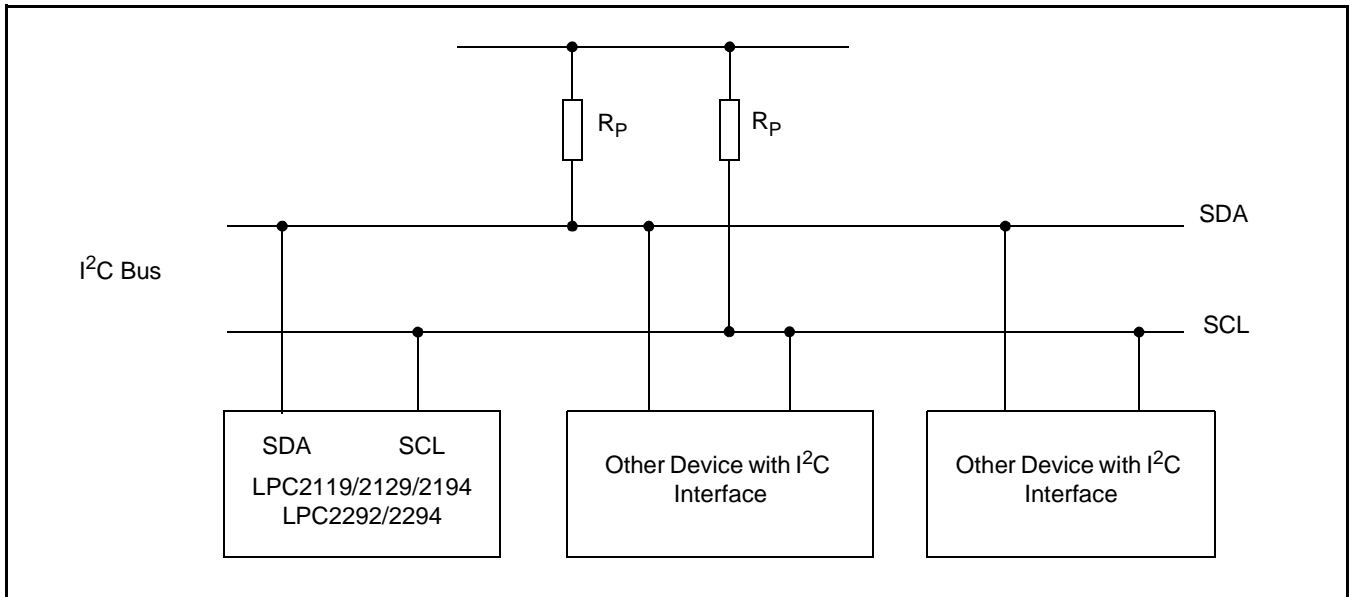 R_P
R_P
SDA
I²C Bus
SCL
SDA SCL
LPC2119/2129/2194
LPC2292/2294
Other Device with I²C
Interface
Other Device with I²C
Interface